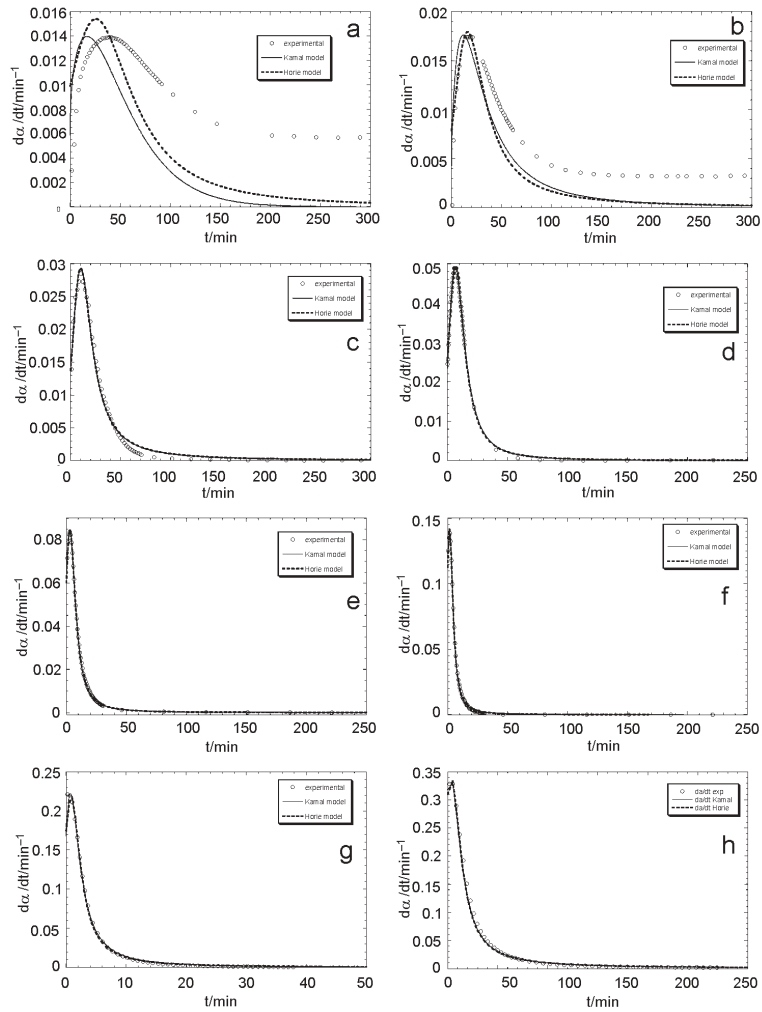 0.016
0.014
0.012
0.010
0.008
0.006
0.004
0.002
0
dα/dt/min⁻¹
a
experimental
Kamal model
Horie model
0 50 100 150 200 250 300
t/min
0.02
0.015
0.01
0.005
0
dα/dt/min⁻¹
b
experimental
Kamal model
Horie model
0 50 100 150 200 250 300
t/min
0.03
0.025
0.02
0.015
0.01
0.005
0
dα/dt/min⁻¹
c
experimental
Kamal model
Horie model
0 50 100 150 200 250 300
t/min
0.05
0.04
0.03
0.02
0.01
0
dα/dt/min⁻¹
d
experimental
Kamal model
Horie model
0 50 100 150 200 250
t/min
0.08
0.06
0.04
0.02
0
dα/dt/min⁻¹
e
experimental
Kamal model
Horie model
0 50 100 150 200 250
t/min
0.15
0.1
0.05
0
dα/dt/min⁻¹
f
experimental
Kamal model
Horie model
0 50 100 150 200 250
t/min
0.25
0.2
0.15
0.1
0.05
0
dα/dt/min⁻¹
g
experimental
Kamal model
Horie model
0 10 20 30 40 50
t/min
0.35
0.3
0.25
0.2
0.15
0.1
0.05
0
dα/dt/min⁻¹
h
da/dt exp
da/dt Kamal
da/dt Horie
0 50 100 150 200 250
t/min